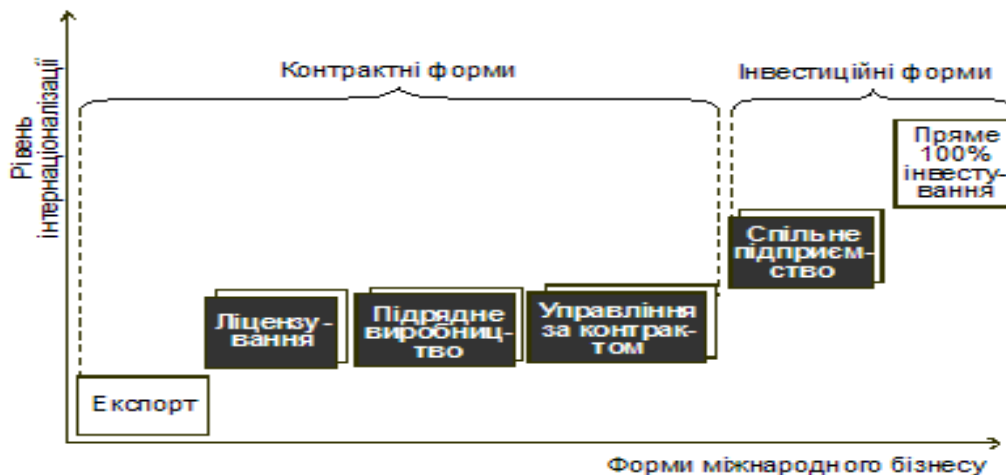 Рівень
інтернаціоналізації
Контрактні форми
Інвестиційні форми
Пряме
100%
інвесту-
вання
Спільне
підприєм-
ство
Ліцензу-
вання
Підрядне
виробниц-
тво
Управління
за контрак-
том
Експорт
Форми міжнародного бізнесу